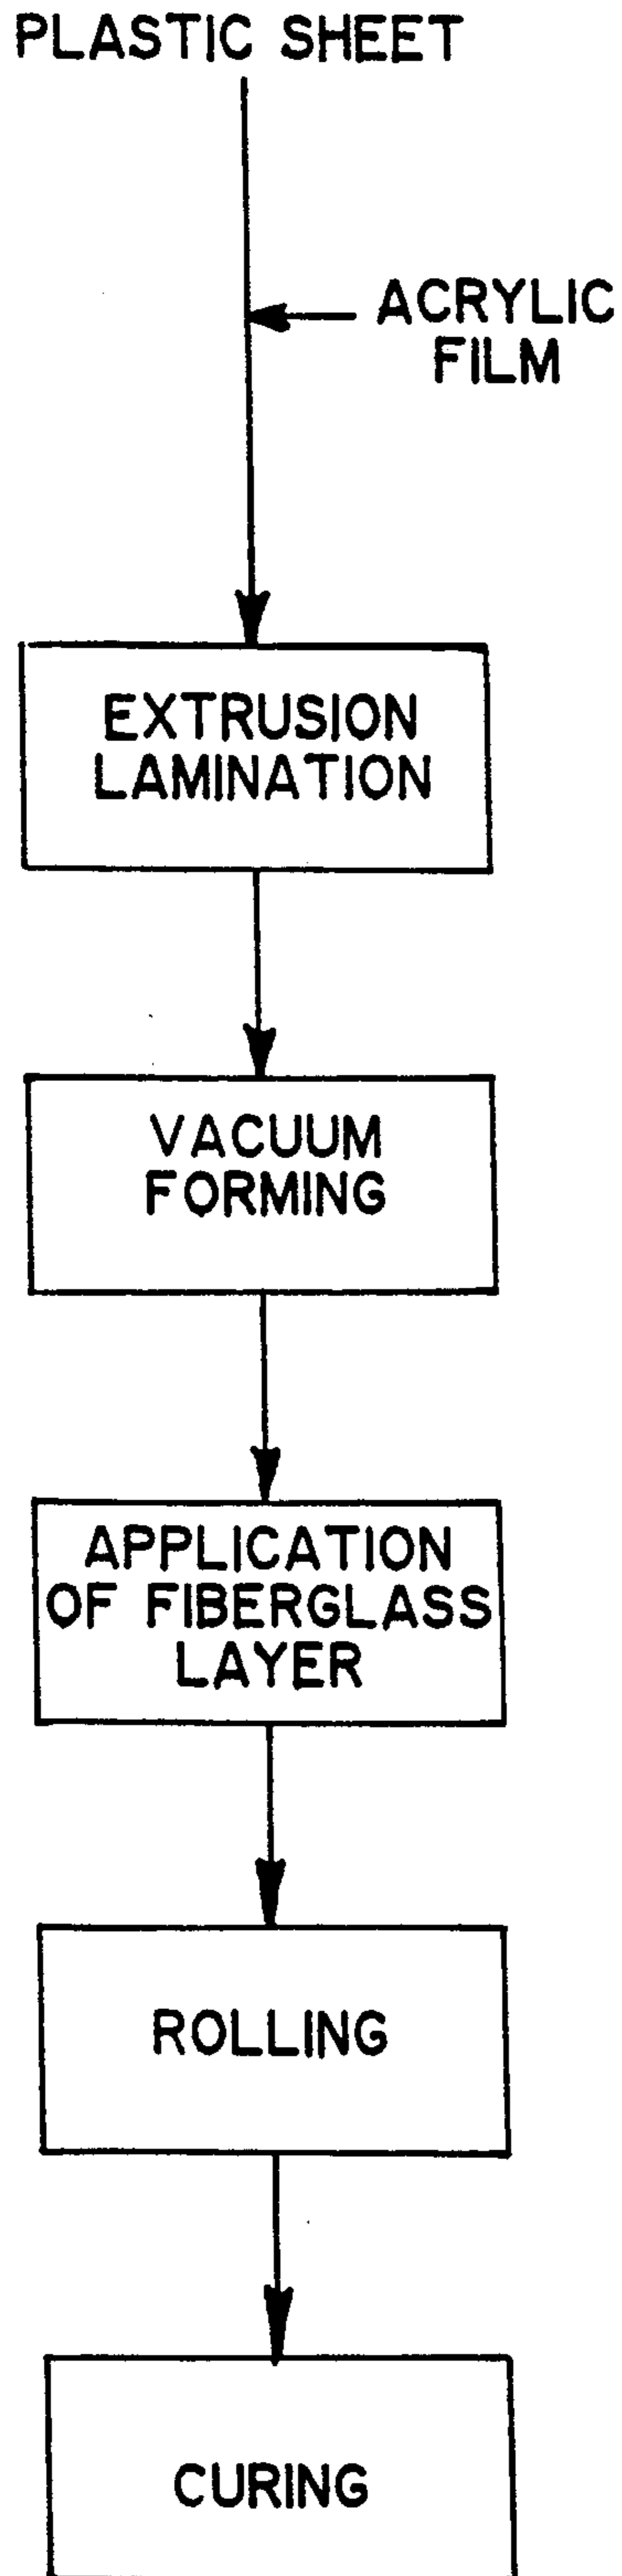 PLASTIC SHEET
ACRYLIC
FILM
EXTRUSION
LAMINATION
VACUUM
FORMING
APPLICATION
OF FIBERGLASS
LAYER
ROLLING
CURING